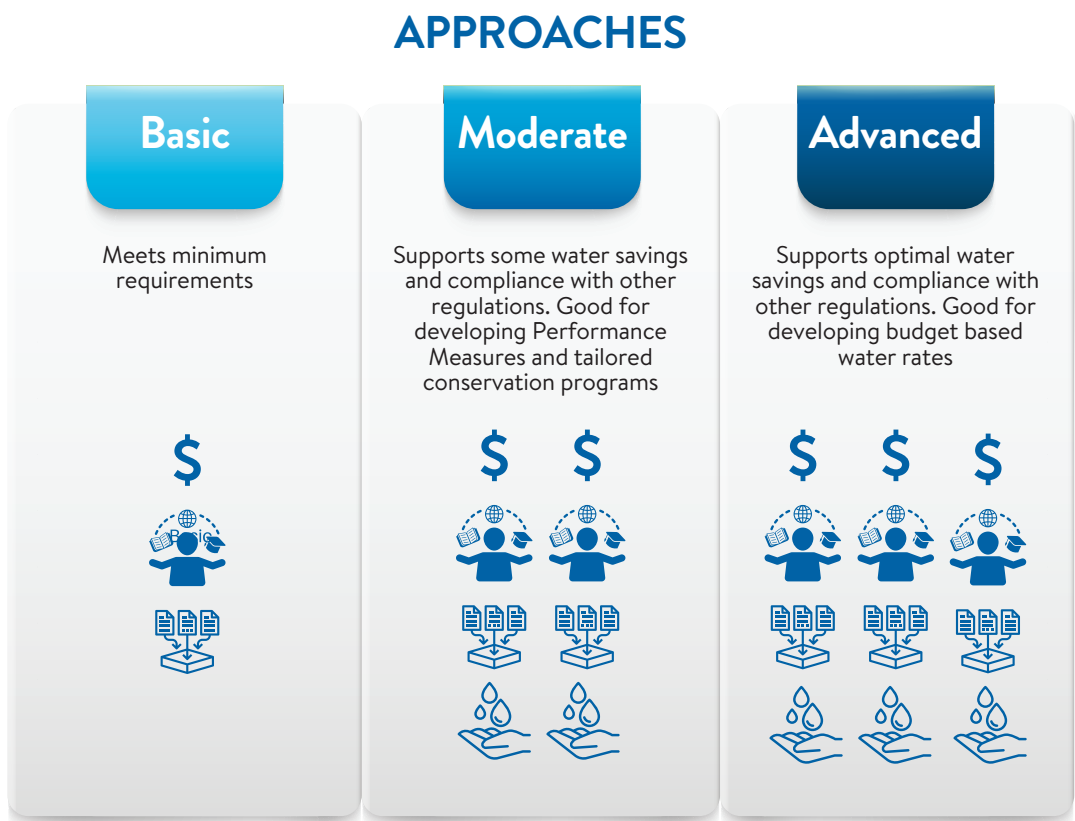 APPROACHES
Basic
Meets minimum
requirements
$
Basic
Moderate
Supports some water savings
and compliance with other
regulations. Good for
developing Performance
Measures and tailored
conservation programs
$ $
Advanced
Supports optimal water
savings and compliance with
other regulations. Good for
developing budget based
water rates
$ $ $